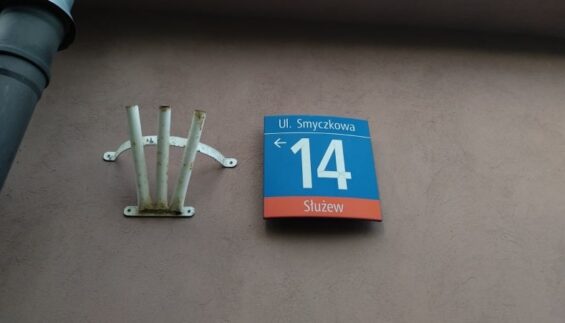 Ul. Smyczkowa
← 14
Służew